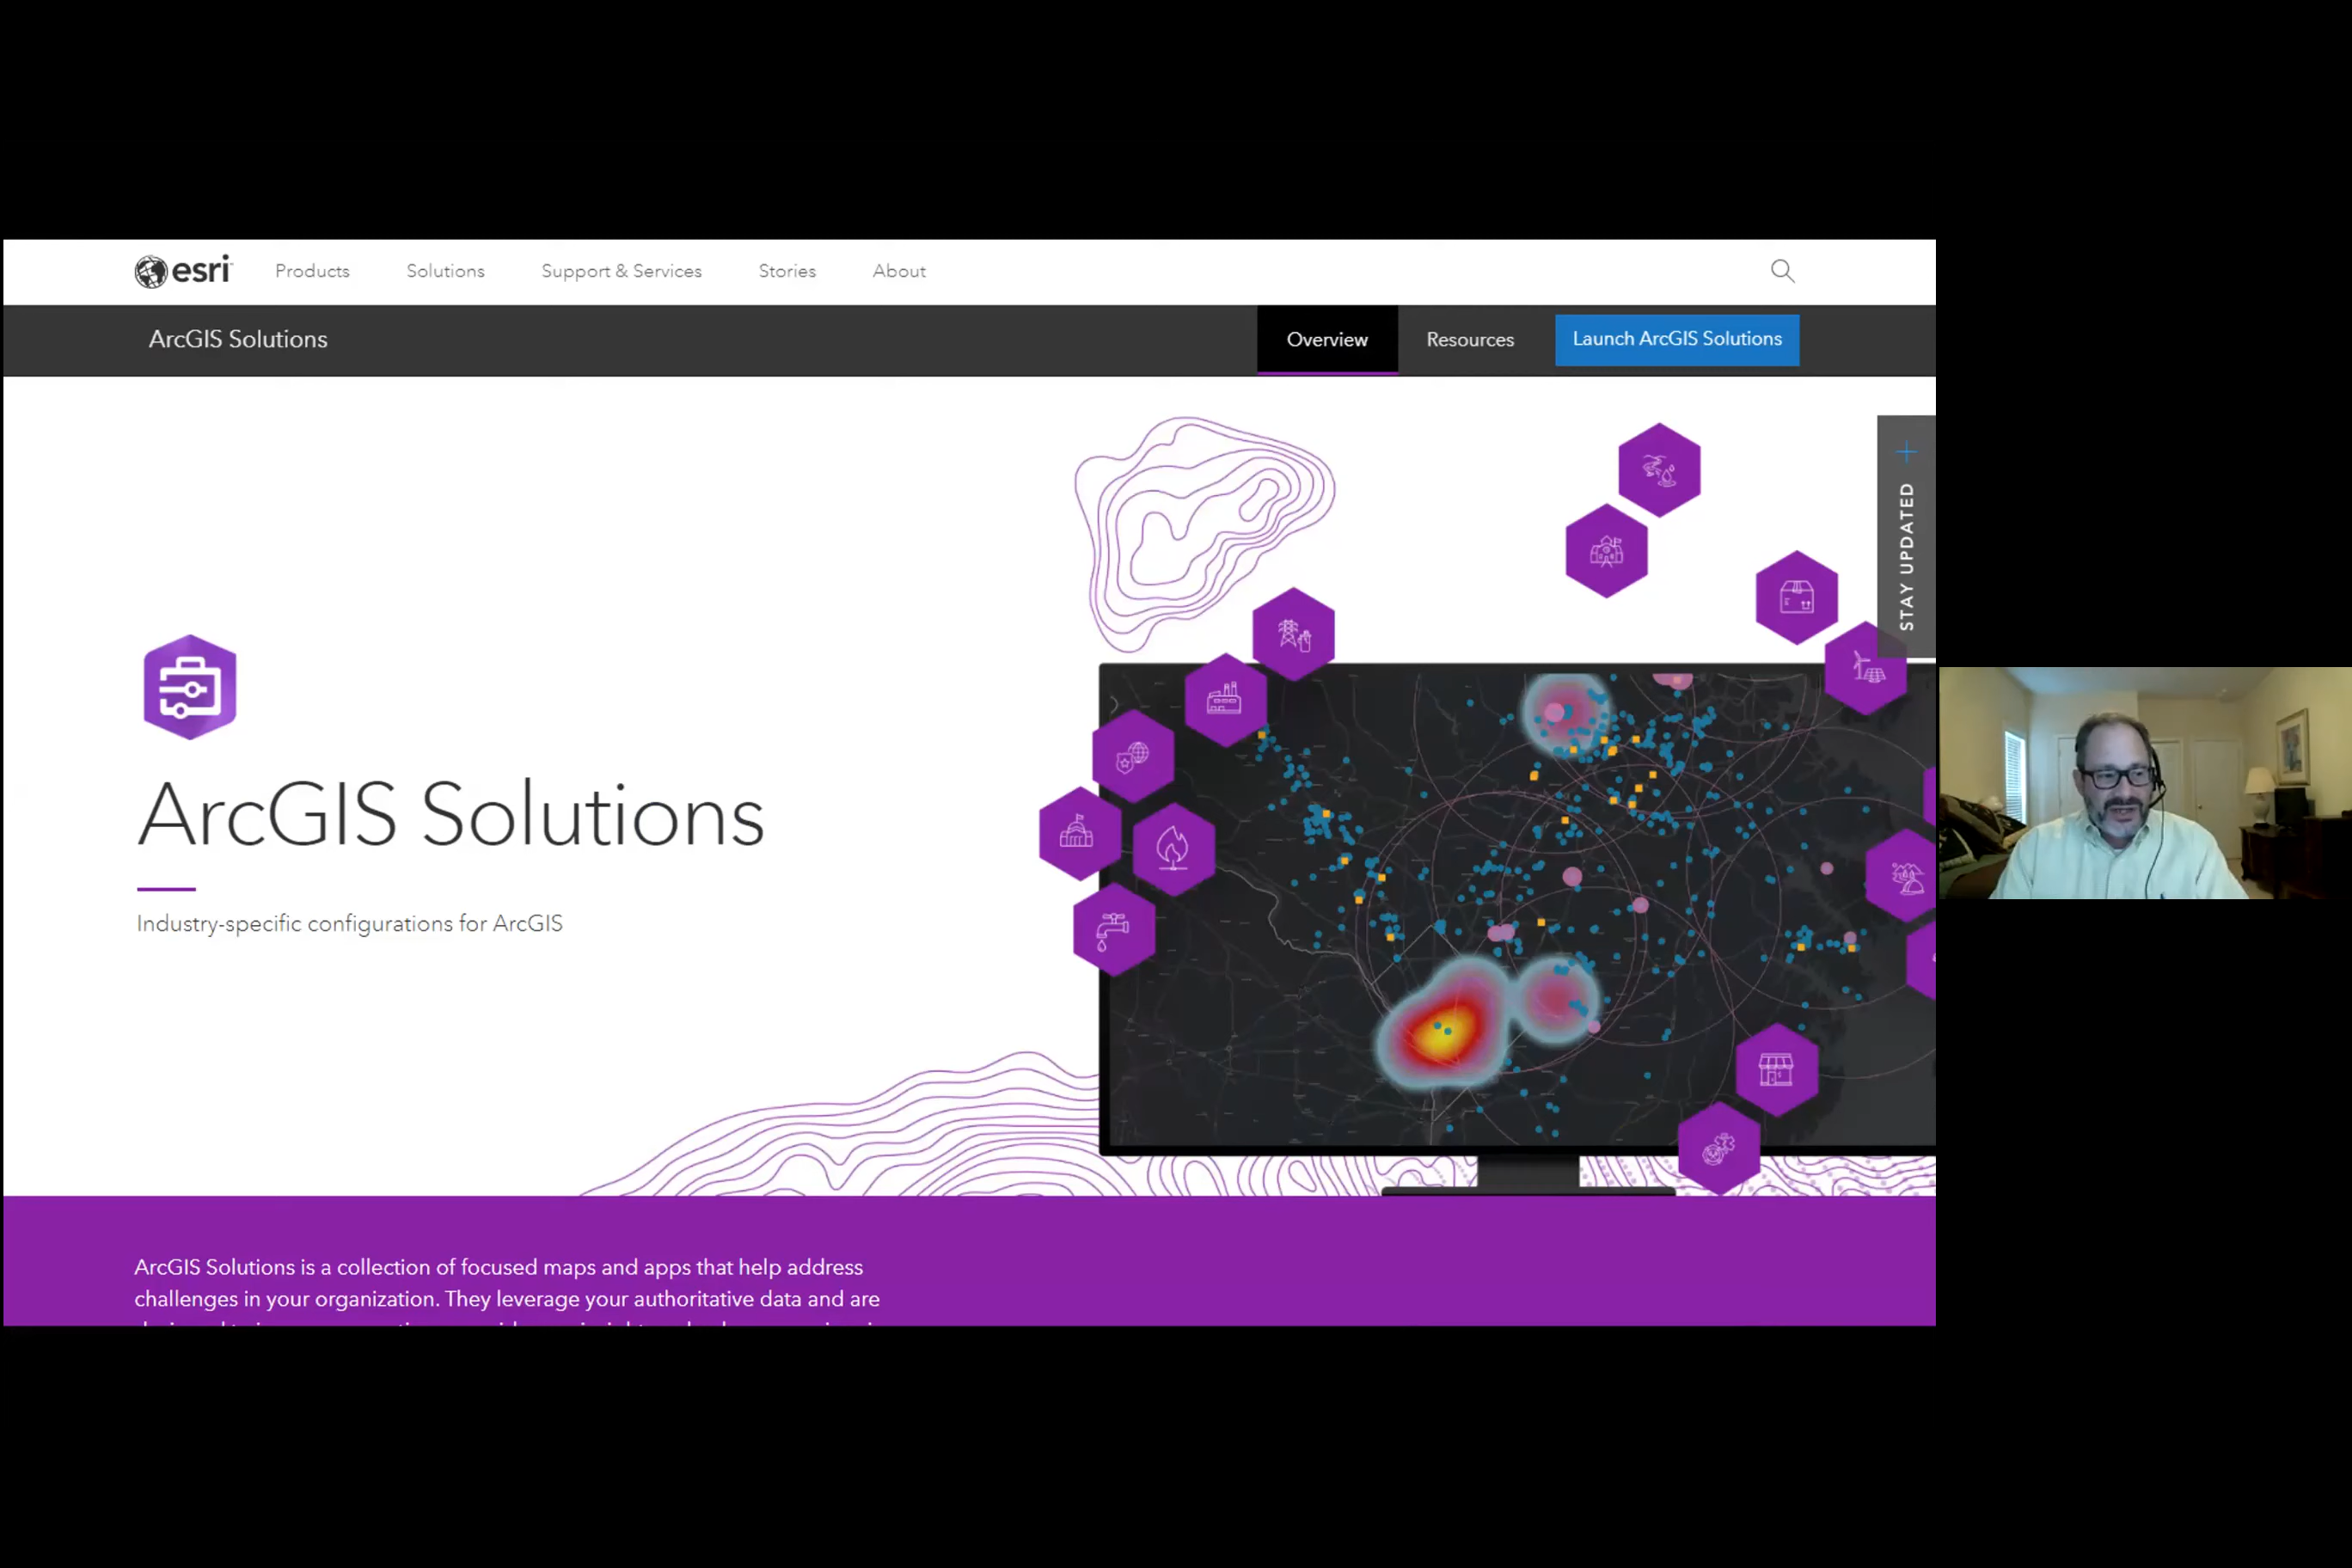 esri
Products
Solutions
Support & Services
Stories
About
ArcGIS Solutions
Overview
Resources
Launch ArcGIS Solutions
STAY UPDATED
ArcGIS Solutions
Industry-specific configurations for ArcGIS
ArcGIS Solutions is a collection of focused maps and apps that help address
challenges in your organization. They leverage your authoritative data and are